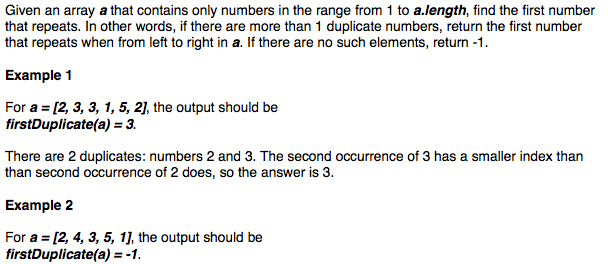 Given an array a that contains only numbers in the range from 1 to a.length, find the first number
that repeats. In other words, if there are more than 1 duplicate numbers, return the first number
that repeats when from left to right in a. If there are no such elements, return -1.
Example 1
For a = [2, 3, 3, 1, 5, 2], the output should be
firstDuplicate(a) = 3.
There are 2 duplicates: numbers 2 and 3. The second occurrence of 3 has a smaller index than
than second occurrence of 2 does, so the answer is 3.
Example 2
For a = [2, 4, 3, 5, 1], the output should be
firstDuplicate(a) = -1.